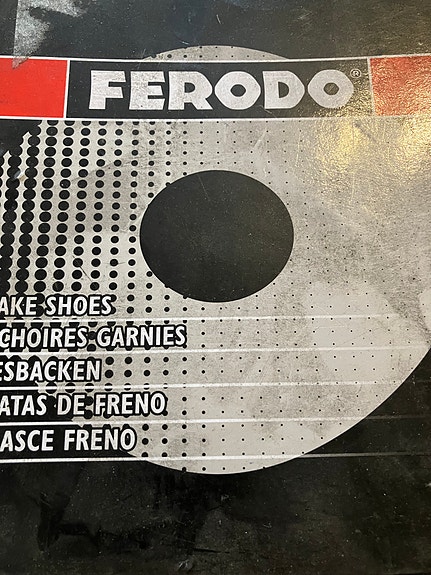 FERODO®
AKE SHOES
CHOIRES GARNIES
ESBACKEN
ATAS DE FRENO
ASCE FRENO